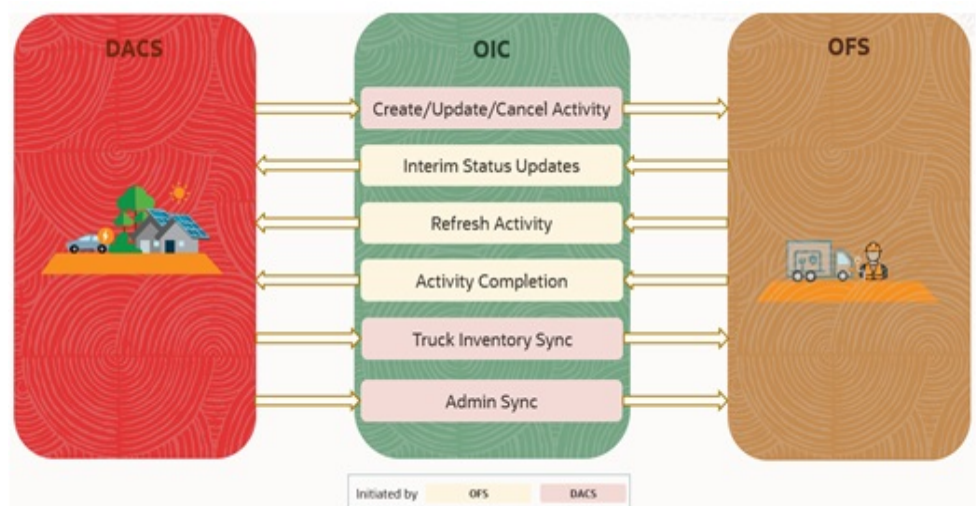 DACS
OIC
OFS
Create/Update/Cancel Activity
Interim Status Updates
Refresh Activity
Activity Completion
Truck Inventory Sync
Admin Sync
Initiated by OFS DACS